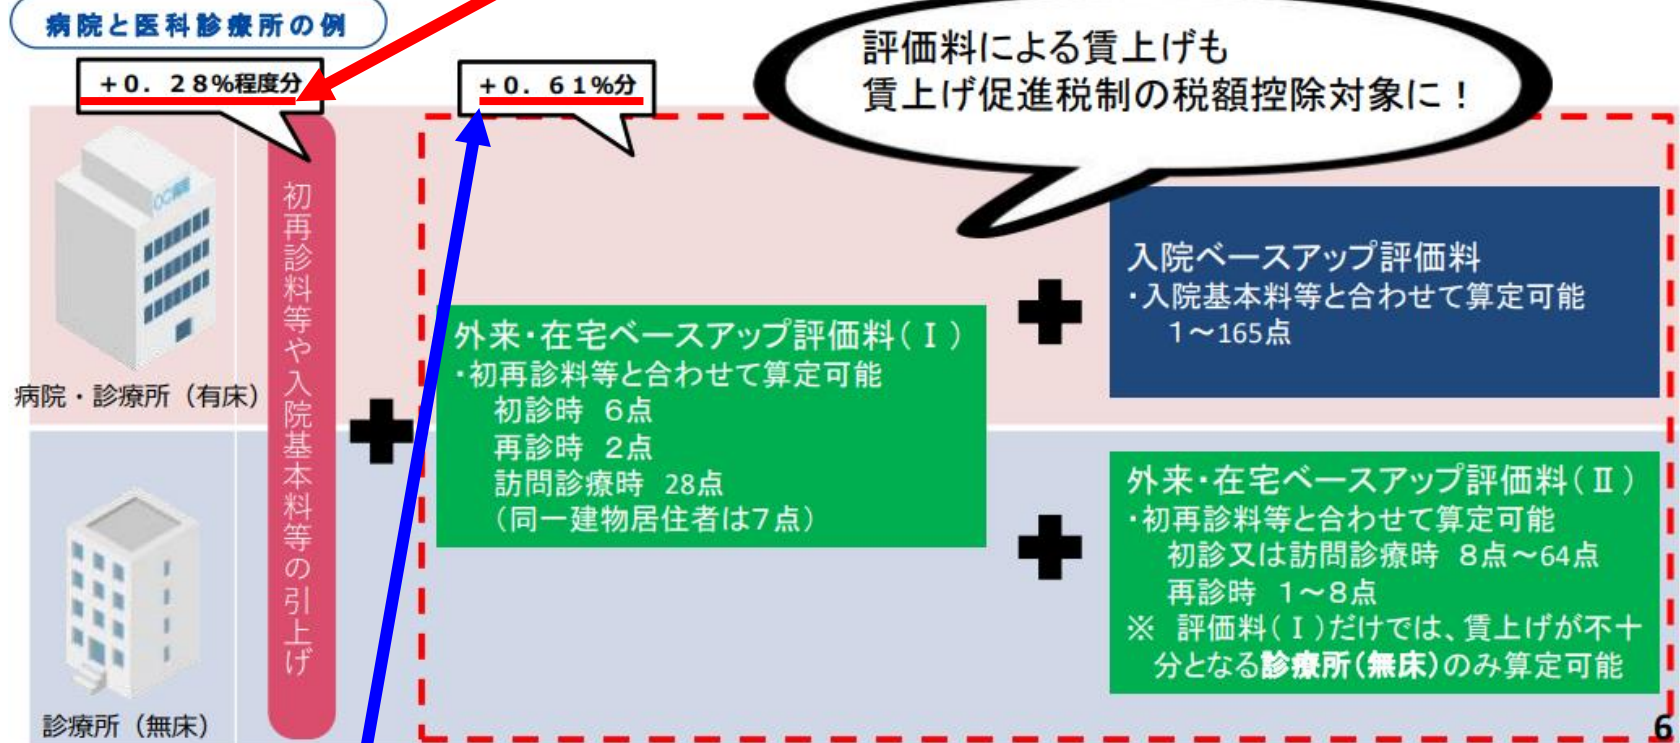 病院と医科診療所の例
+0．28%程度分
+0．61%分
評価料による賃上げも
賃上げ促進税制の税額控除対象に！
初再診料等や入院基本料等の引上げ
病院・診療所（有床）
診療所（無床）
外来・在宅ベースアップ評価料（Ⅰ）
・初再診料等と合わせて算定可能
初診時 6点
再診時 2点
訪問診療時 28点
（同一建物居住者は7点）
入院ベースアップ評価料
・入院基本料等と合わせて算定可能
1～165点
外来・在宅ベースアップ評価料（Ⅱ）
・初再診料等と合わせて算定可能
初診又は訪問診療時 8点～64点
再診時 1～8点
※ 評価料（Ⅰ）だけでは、賃上げが不十
分となる診療所（無床）のみ算定可能
6